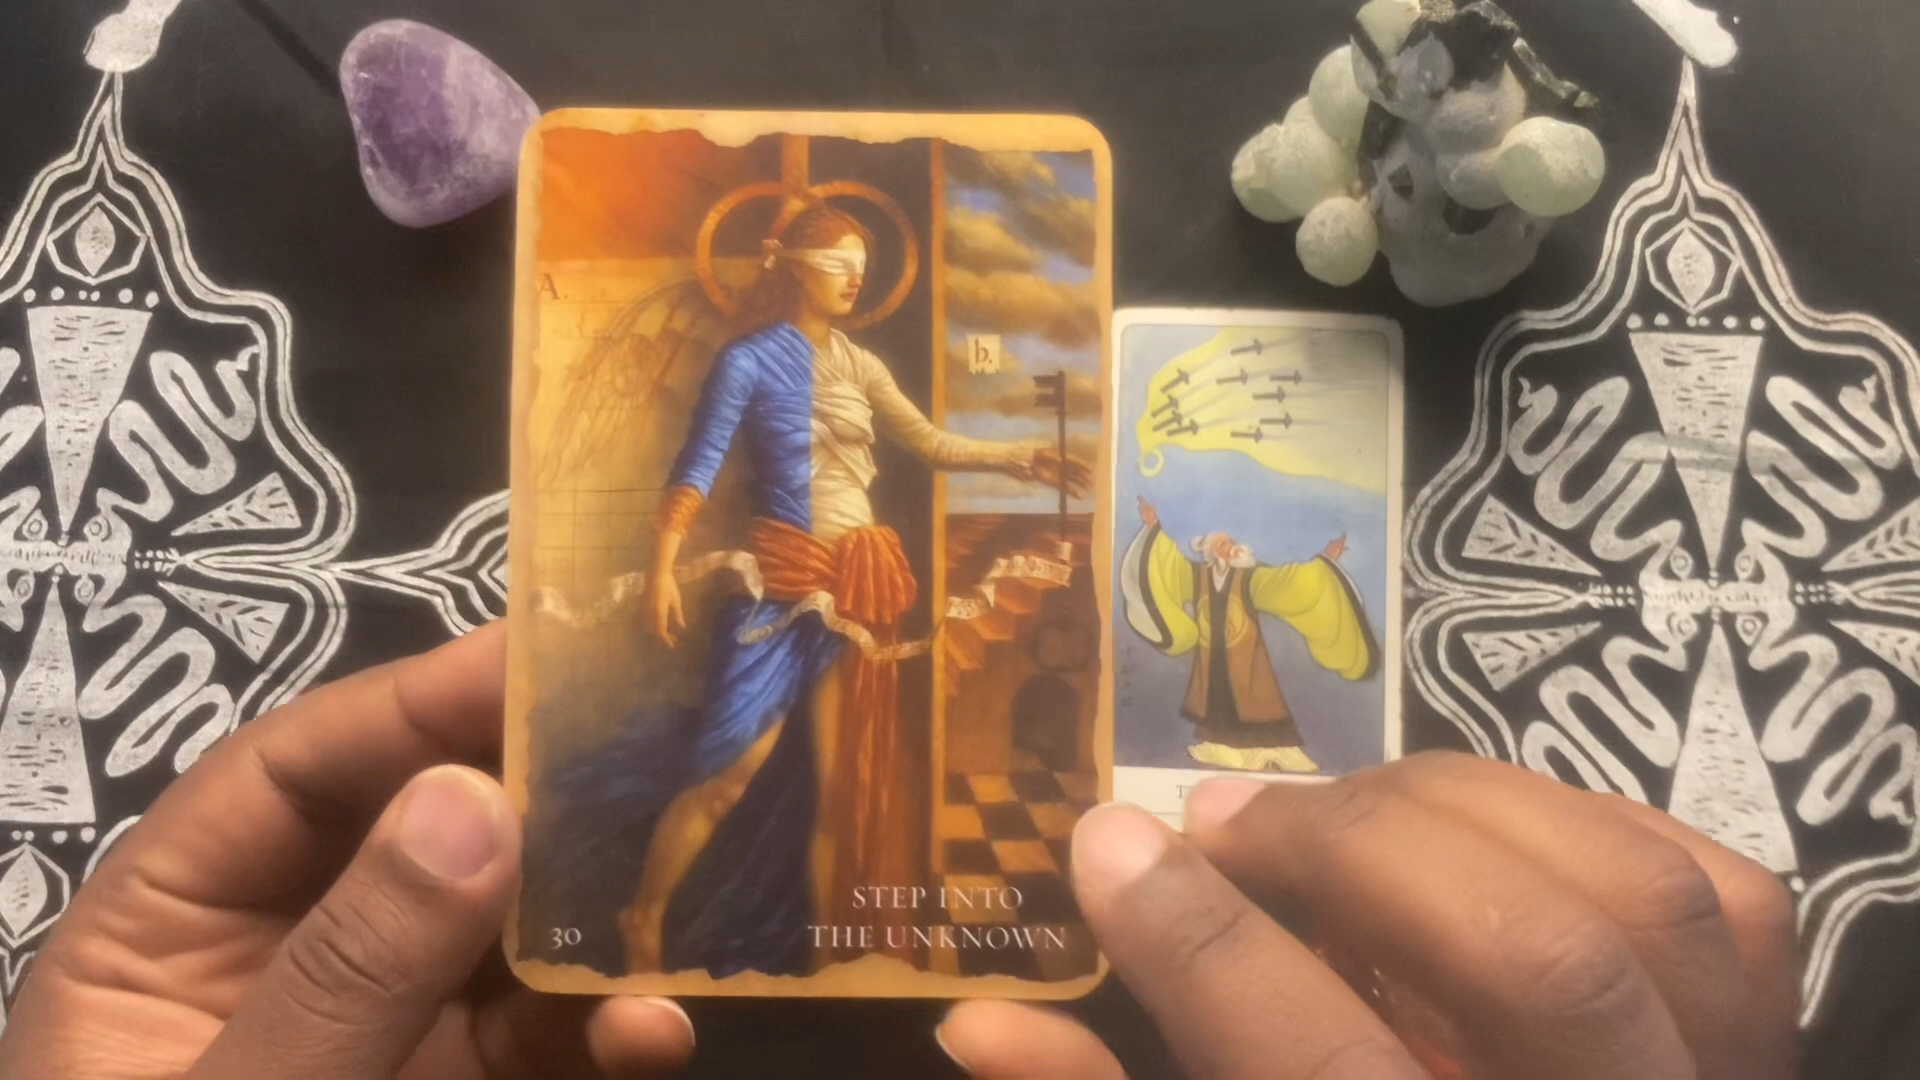 A.
b.
STEP INTO
THE UNKNOWN
30